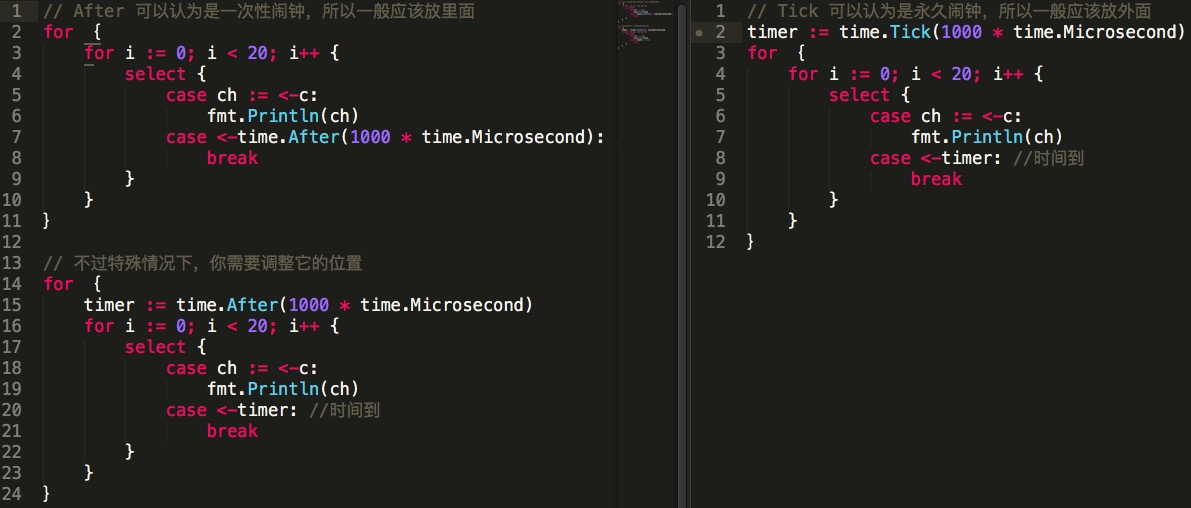 1 // After 可以认为是一次性闹钟，所以一般应该放里面
2 for  {
3     for i := 0; i < 20; i++ {
4         select {
5             case ch := <-c:
6                 fmt.Println(ch)
7             case <-time.After(1000 * time.Microsecond):
8                 break
9         }
10     }
11 }
12
13 // 不过特殊情况下，你需要调整它的位置
14 for  {
15     timer := time.After(1000 * time.Microsecond)
16     for i := 0; i < 20; i++ {
17         select {
18             case ch := <-c:
19                 fmt.Println(ch)
20             case <-timer: //时间到
21                 break
22         }
23     }
24 }
1 // Tick 可以认为是永久闹钟，所以一般应该放外面
2 timer := time.Tick(1000 * time.Microsecond)
3 for  {
4     for i := 0; i < 20; i++ {
5         select {
6             case ch := <-c:
7                 fmt.Println(ch)
8             case <-timer: //时间到
9                 break
10         }
11     }
12 }